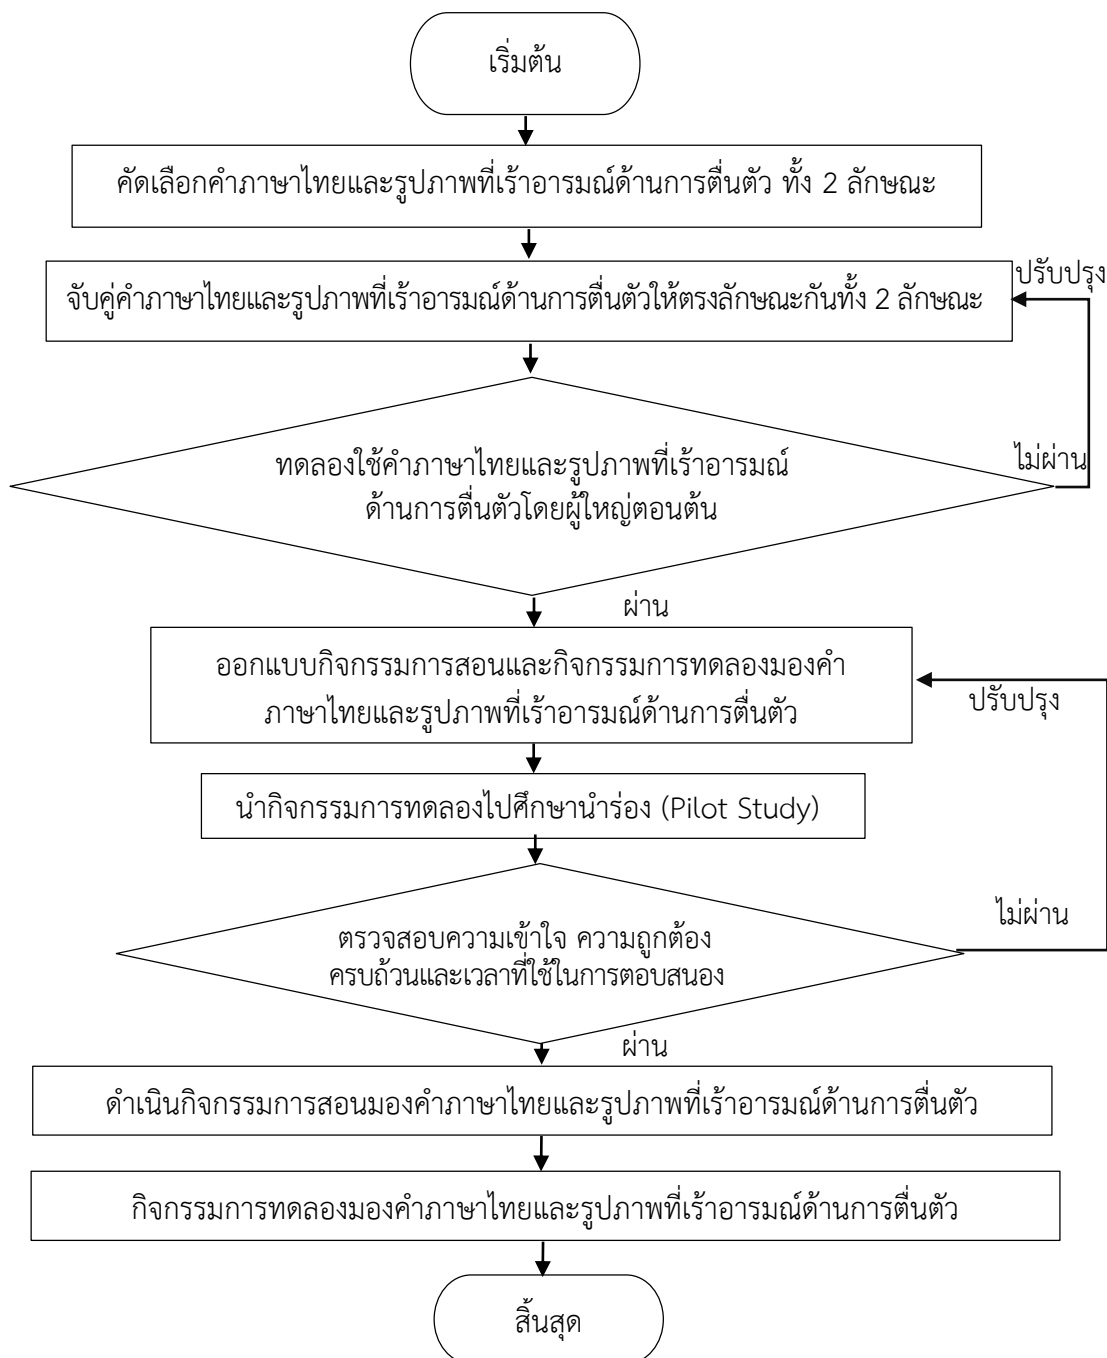 เริ่มต้น
คัดเลือกคำภาษาไทยและรูปภาพที่เร้าอารมณ์ด้านการตื่นตัว ทั้ง 2 ลักษณะ
ปรับปรุง
จับคู่คำภาษาไทยและรูปภาพที่เร้าอารมณ์ด้านการตื่นตัวให้ตรงลักษณะกันทั้ง 2 ลักษณะ
ทดลองใช้คำภาษาไทยและรูปภาพที่เร้าอารมณ์
ด้านการตื่นตัวโดยผู้ใหญ่ตอนต้น
ไม่ผ่าน
ผ่าน
ออกแบบกิจกรรมการสอนและกิจกรรมการทดลองมองคำ
ภาษาไทยและรูปภาพที่เร้าอารมณ์ด้านการตื่นตัว
ปรับปรุง
นำกิจกรรมการทดลองไปศึกษานำร่อง (Pilot Study)
ไม่ผ่าน
ตรวจสอบความเข้าใจ ความถูกต้อง
ครบถ้วนและเวลาที่ใช้ในการตอบสนอง
ผ่าน
ดำเนินกิจกรรมการสอนมองคำภาษาไทยและรูปภาพที่เร้าอารมณ์ด้านการตื่นตัว
กิจกรรมการทดลองมองคำภาษาไทยและรูปภาพที่เร้าอารมณ์ด้านการตื่นตัว
สิ้นสุด